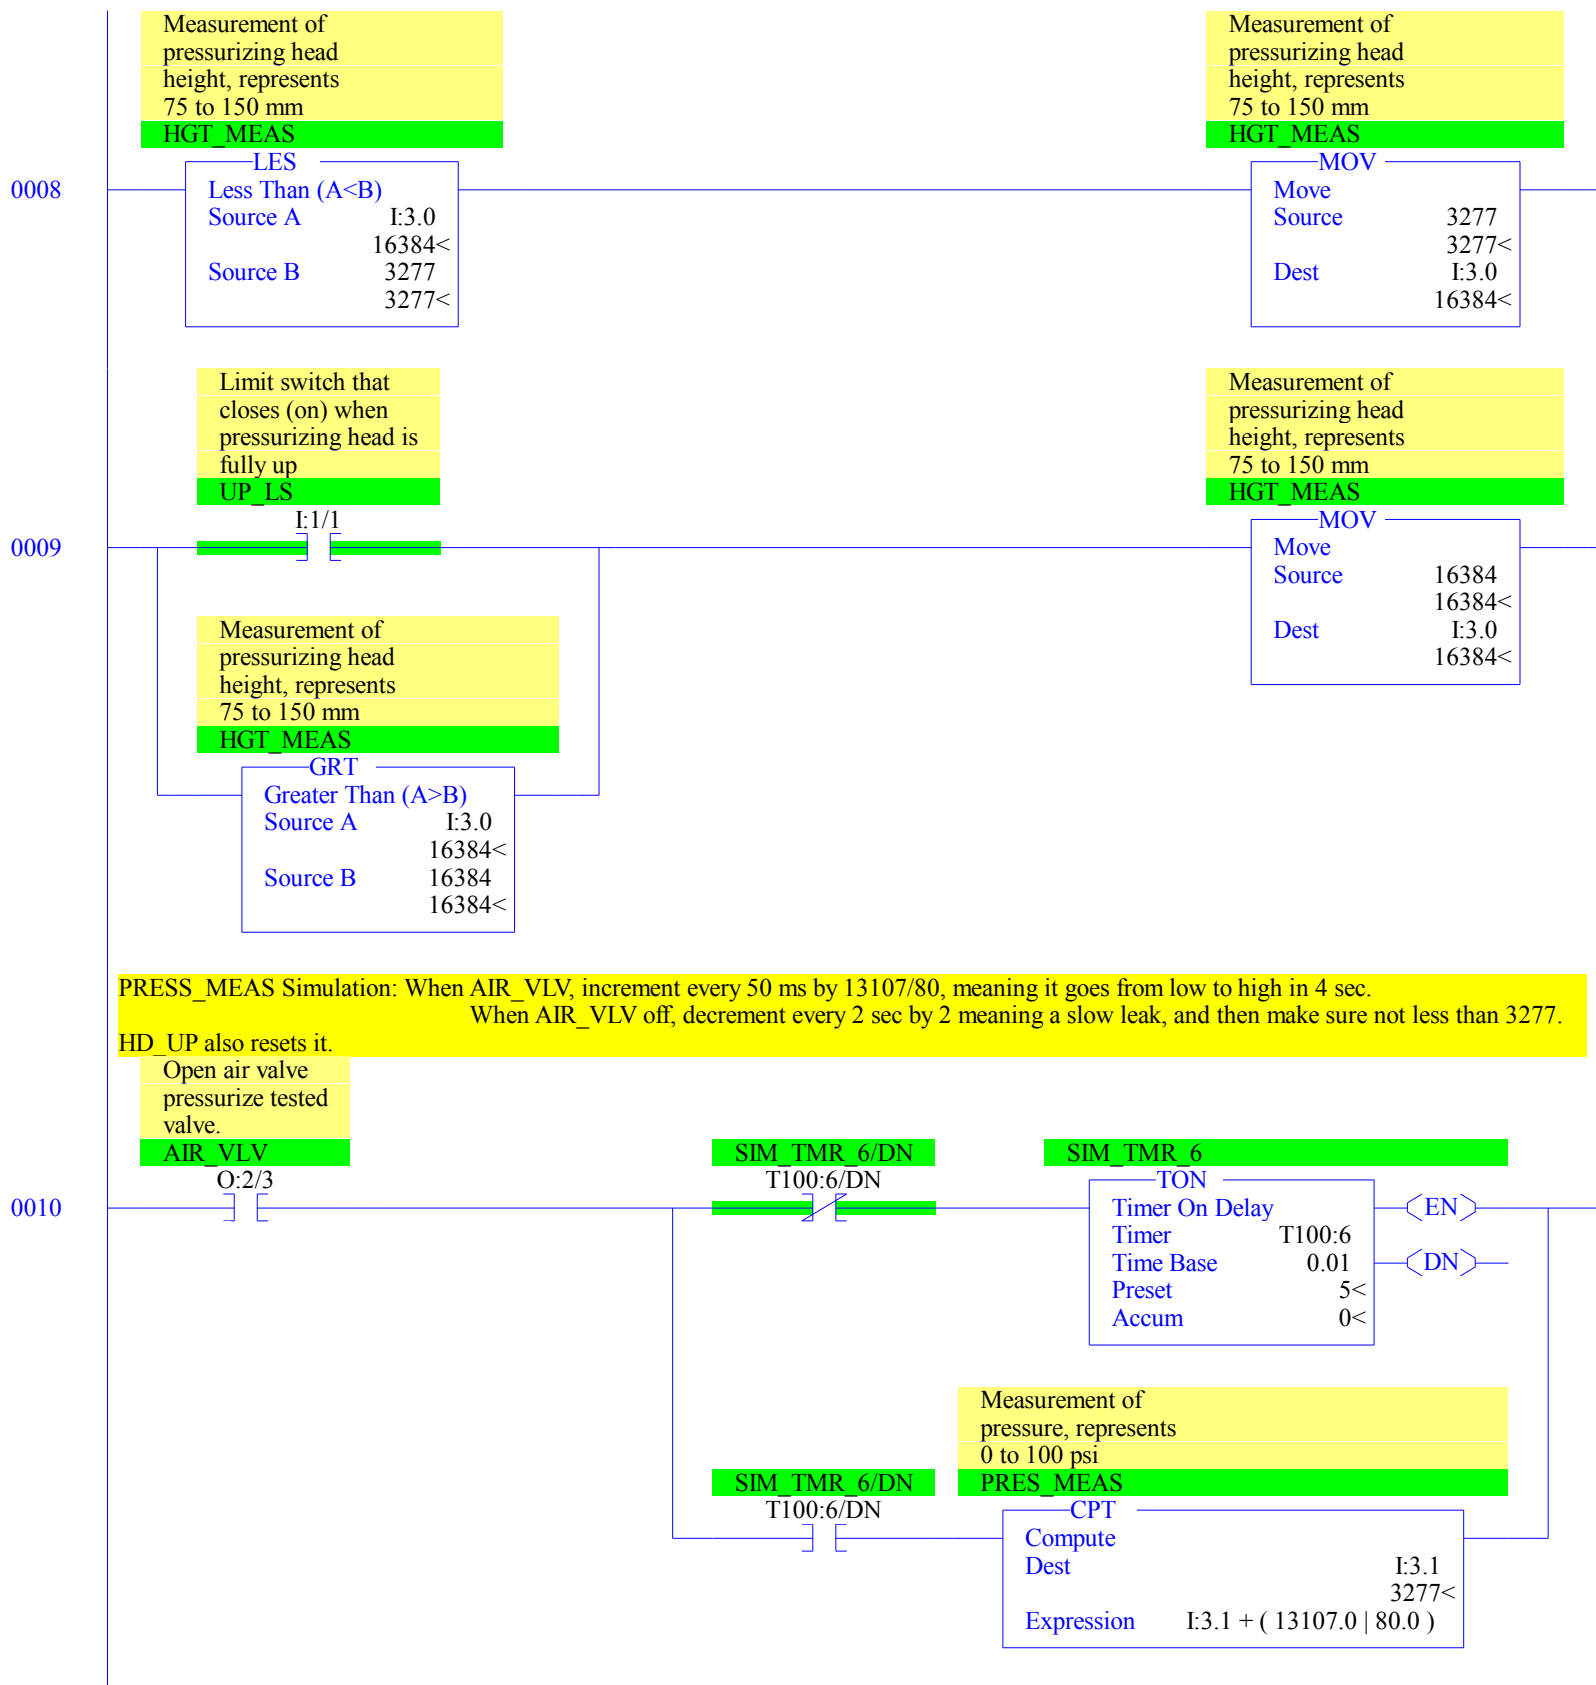 Measurement of
pressurizing head
height, represents
75 to 150 mm
HGT_MEAS
Measurement of
pressurizing head
height, represents
75 to 150 mm
HGT_MEAS
0008
LES
Less Than (A<B)
Source A I:3.0
16384<
Source B 3277
3277<
MOV
Move
Source 3277
3277<
Dest I:3.0
16384<
Limit switch that
closes (on) when
pressurizing head is
fully up
UP_LS
I:1/1
Measurement of
pressurizing head
height, represents
75 to 150 mm
HGT_MEAS
0009
MOV
Move
Source 16384
16384<
Dest I:3.0
16384<
Measurement of
pressurizing head
height, represents
75 to 150 mm
HGT_MEAS
GRT
Greater Than (A>B)
Source A I:3.0
16384<
Source B 16384
16384<
PRESS_MEAS Simulation: When AIR_VLV, increment every 50 ms by 13107/80, meaning it goes from low to high in 4 sec.
When AIR_VLV off, decrement every 2 sec by 2 meaning a slow leak, and then make sure not less than 3277.
HD_UP also resets it.
Open air valve
pressurize tested
valve.
AIR_VLV
O:2/3
SIM_TMR_6/DN
T100:6/DN
SIM_TMR_6
0010
TON
Timer On Delay
Timer T100:6
Time Base 0.01
Preset 5<
Accum 0<
EN
DN
Measurement of
pressure, represents
0 to 100 psi
PRES_MEAS
SIM_TMR_6/DN
T100:6/DN
CPT
Compute
Dest I:3.1
3277<
Expression I:3.1 + ( 13107.0 | 80.0 )